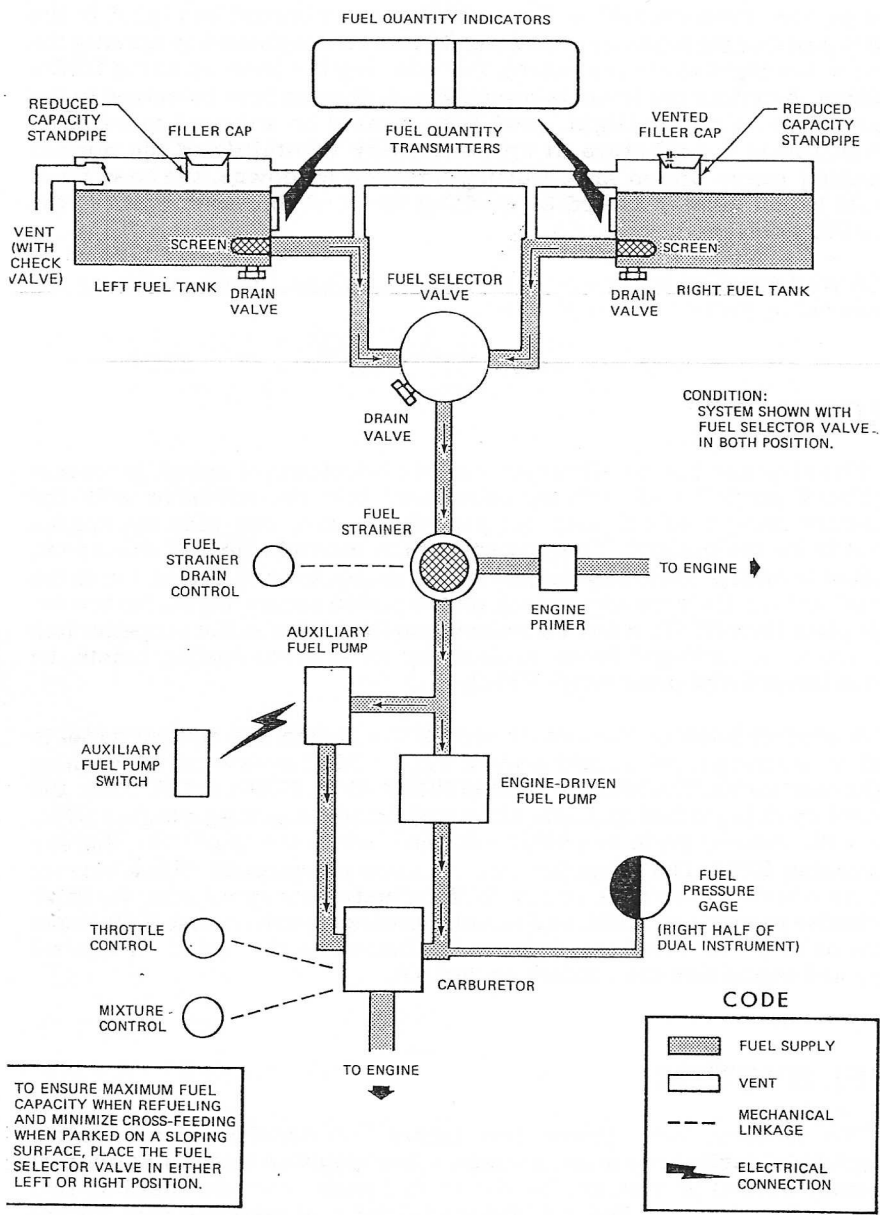 FUEL QUANTITY INDICATORS
REDUCED
CAPACITY
STANDPIPE
FILLER CAP
FUEL QUANTITY
TRANSMITTERS
VENTED
FILLER CAP
REDUCED
CAPACITY
STANDPIPE
VENT
(WITH
CHECK
VALVE)
SCREEN
SCREEN
LEFT FUEL TANK
DRAIN
VALVE
FUEL SELECTOR
VALVE
DRAIN
VALVE
RIGHT FUEL TANK
DRAIN
VALVE
CONDITION:
SYSTEM SHOWN WITH
FUEL SELECTOR VALVE
IN BOTH POSITION.
FUEL
STRAINER
FUEL
STRAINER
DRAIN
CONTROL
TO ENGINE
ENGINE
PRIMER
AUXILIARY
FUEL PUMP
AUXILIARY
FUEL PUMP
SWITCH
ENGINE-DRIVEN
FUEL PUMP
FUEL
PRESSURE
GAGE
(RIGHT HALF OF
DUAL INSTRUMENT)
THROTTLE
CONTROL
CARBURETOR
MIXTURE
CONTROL
TO ENGINE
CODE
FUEL SUPPLY
VENT
MECHANICAL
LINKAGE
ELECTRICAL
CONNECTION
TO ENSURE MAXIMUM FUEL
CAPACITY WHEN REFUELING
AND MINIMIZE CROSS-FEEDING
WHEN PARKED ON A SLOPING
SURFACE, PLACE THE FUEL
SELECTOR VALVE IN EITHER
LEFT OR RIGHT POSITION.